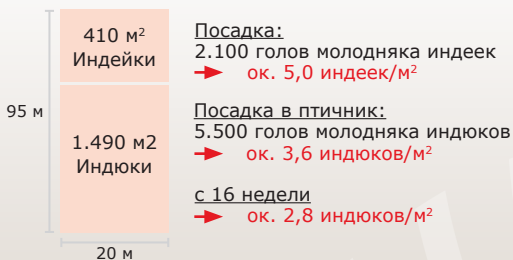 410 м²
Индейки
95 м
1.490 м2
Индюки
20 м
Посадка:
2.100 голов молодняка индеек
ок. 5,0 индеек/м²
Посадка в птичник:
5.500 голов молодняка индюков
ок. 3,6 индюков/м²
с 16 недели
ок. 2,8 индюков/м²